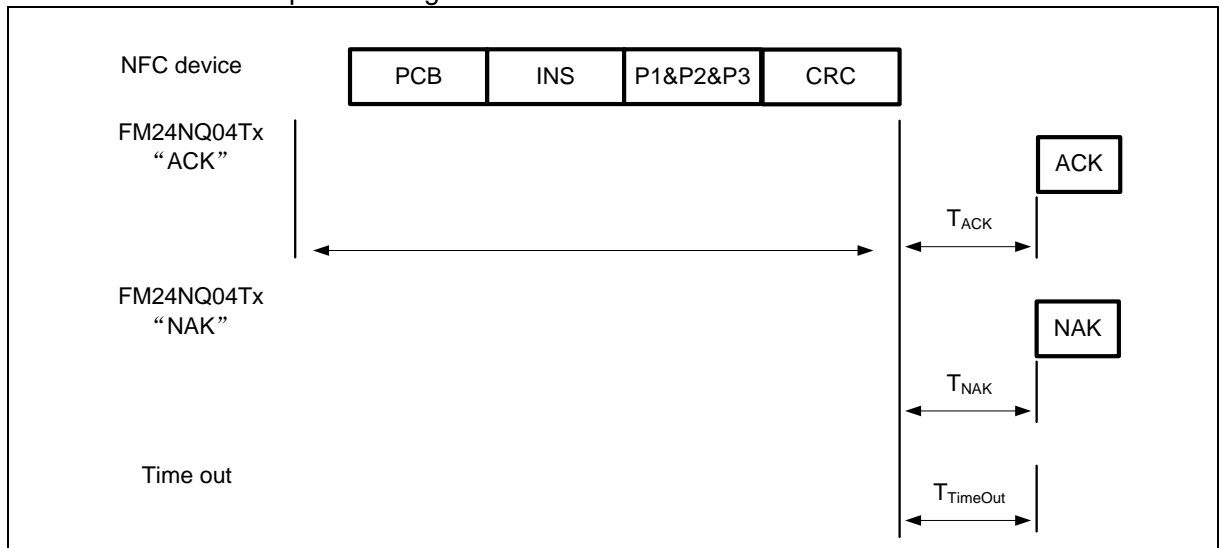 NFC device
PCB INS P1&P2&P3 CRC
FM24NQ04Tx
“ACK”
ACK
TACK
FM24NQ04Tx
“NAK”
NAK
TNAK
Time out
TTimeOut